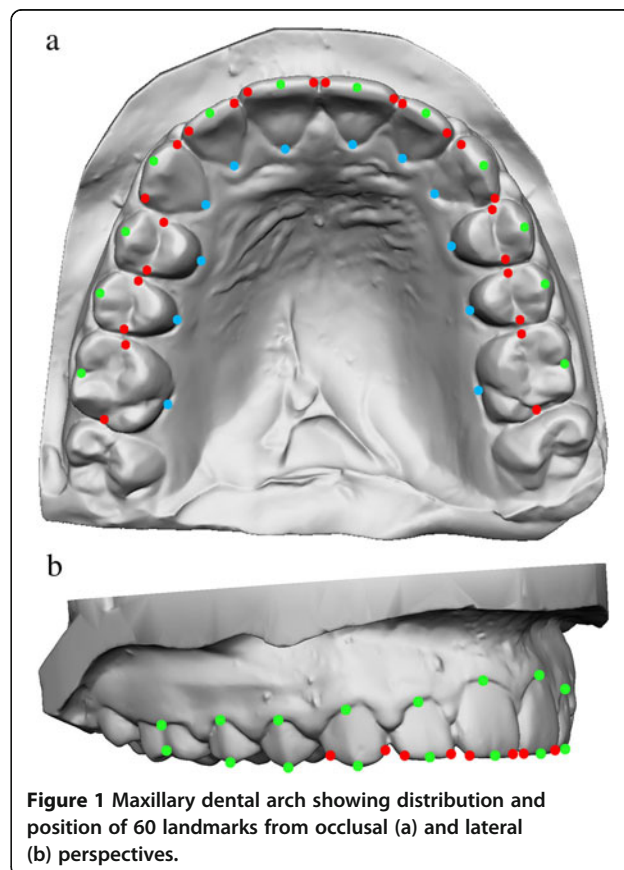 a
b
Figure 1 Maxillary dental arch showing distribution and
position of 60 landmarks from occlusal (a) and lateral
(b) perspectives.